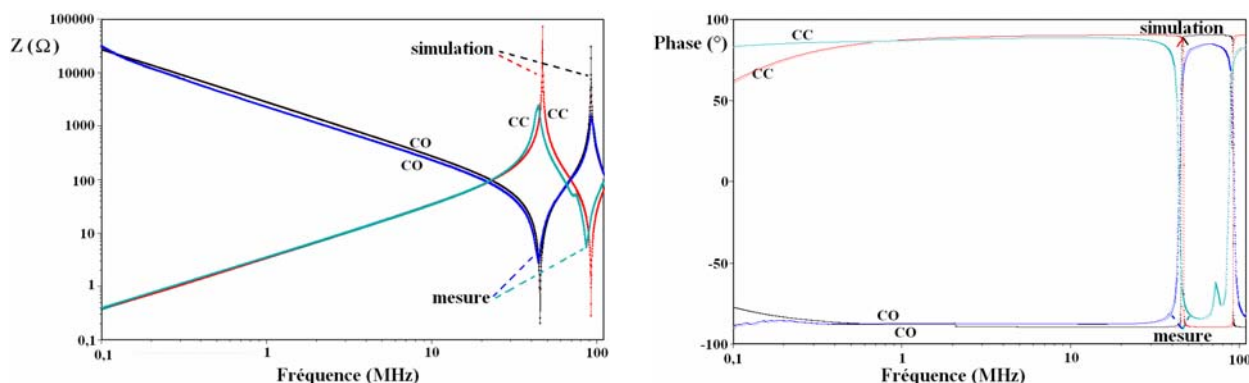 Z (Ω)
100000
10000
1000
100
10
1
0,1
simulation
CC
CC
CO
CO
mesure
0,1
1
10
100
Fréquence (MHz)
Phase (°)
100
50
0
-50
-100
simulation
CC
CC
CO
CO
mesure
0,1
1
10
100
Fréquence (MHz)